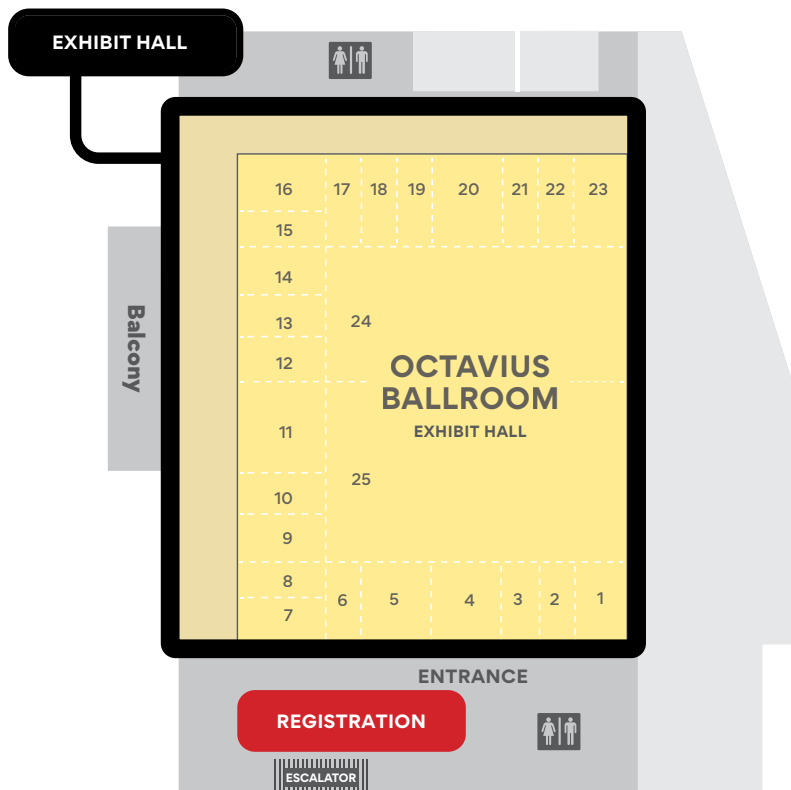 EXHIBIT HALL
16 17 18 19 20 21 22 23
15
14
13 24
12
OCTAVIUS
BALLROOM
EXHIBIT HALL
Balcony
11
25
10
9
8
6 5 4 3 2 1
7
ENTRANCE
REGISTRATION
ESCALATOR